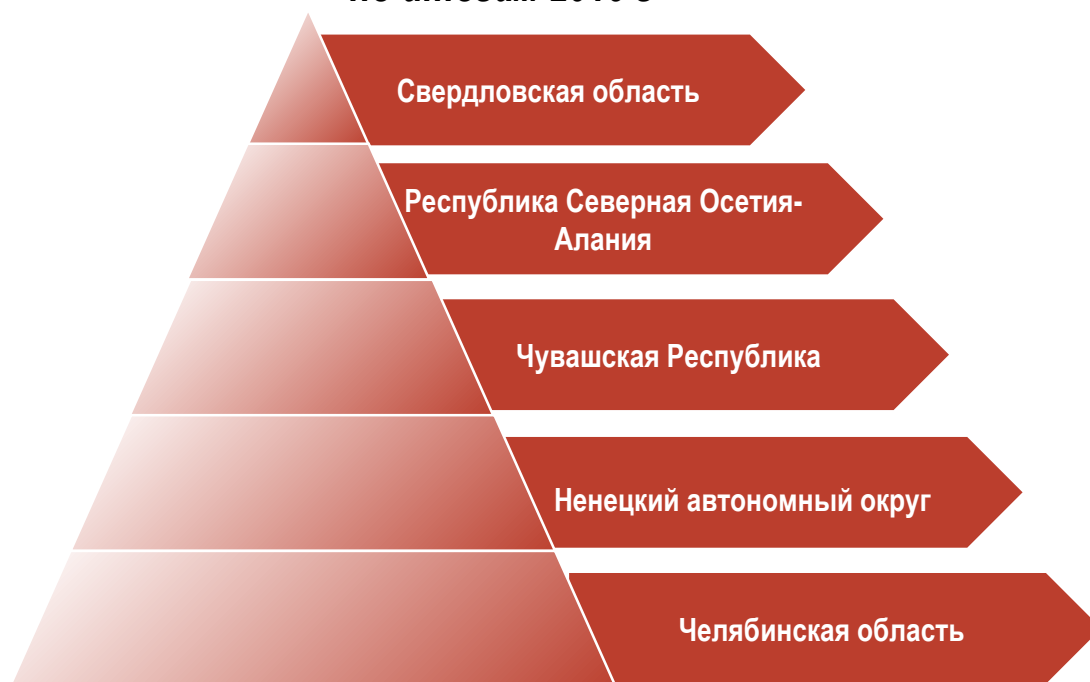 Свердловская область
Республика Северная Осетия-
Алания
Чувашская Республика
Ненецкий автономный округ
Челябинская область